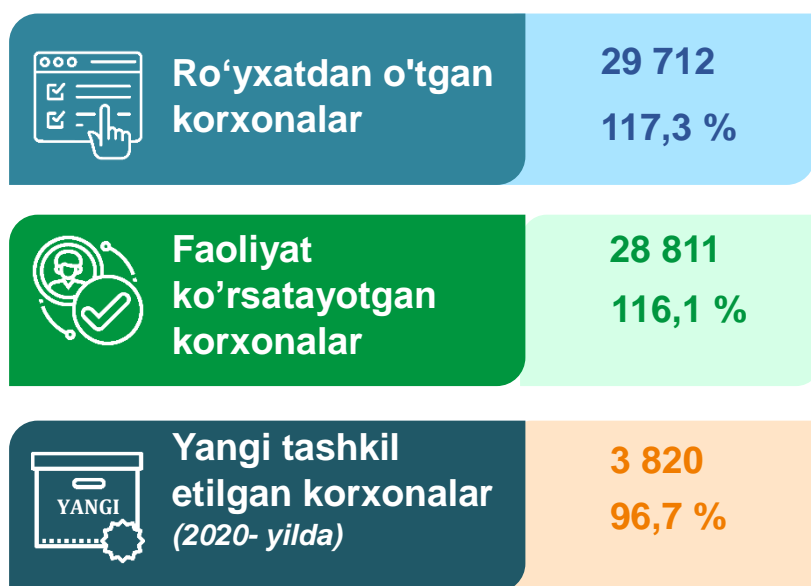 Ro‘yxatdan o'tgan
korxonalar
29 712
117,3 %
Faoliyat
ko’rsatayotgan
korxonalar
28 811
116,1 %
YANGI
Yangi tashkil
etilgan korxonalar
(2020- yilda)
3 820
96,7 %